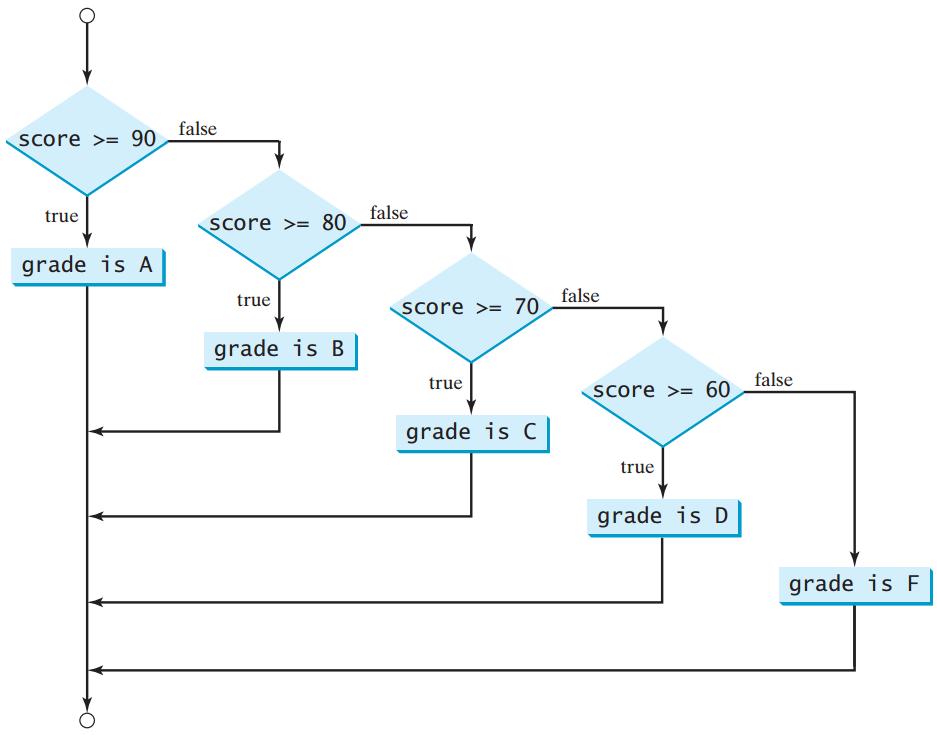 score >= 90
false
true
grade is A
score >= 80
false
true
grade is B
score >= 70
false
true
grade is C
score >= 60
false
true
grade is D
grade is F